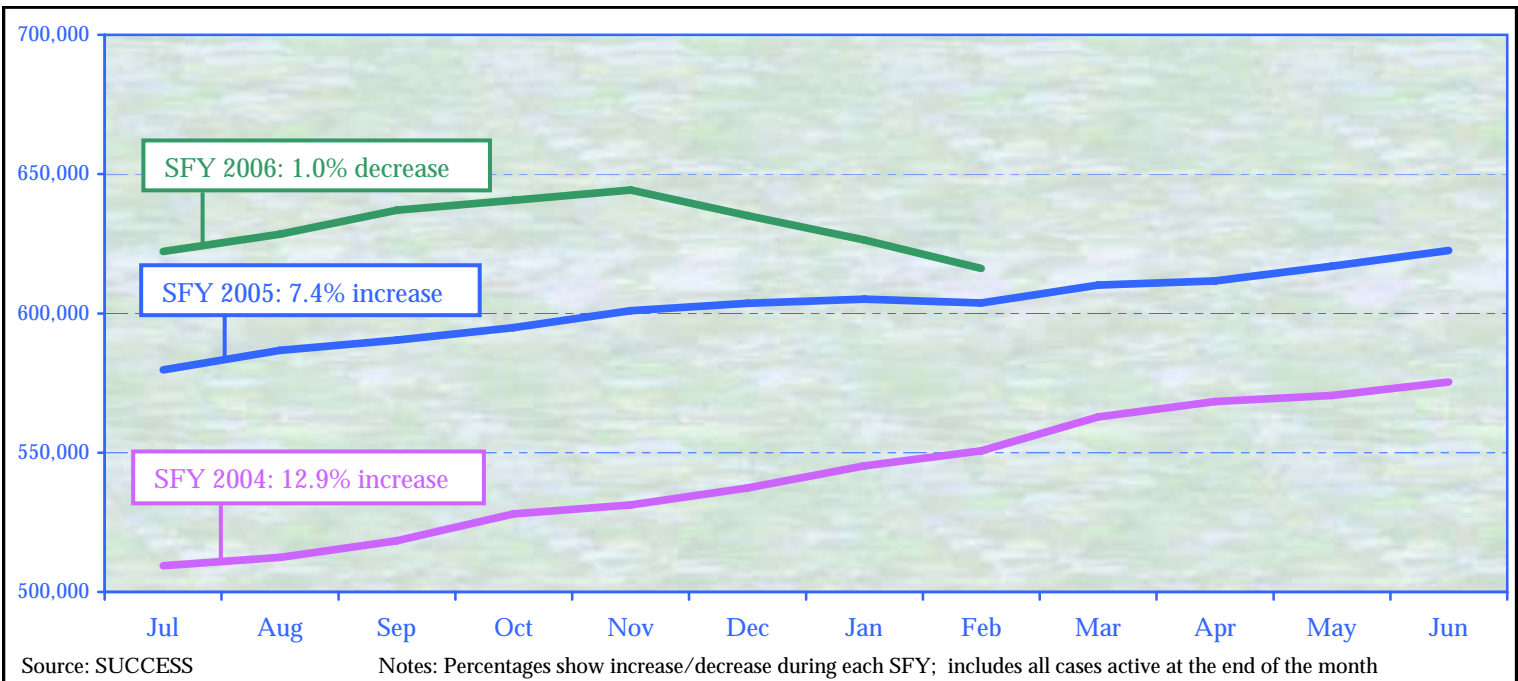 700,000
SFY 2006: 1.0% decrease
650,000
SFY 2005: 7.4% increase
600,000
550,000
SFY 2004: 12.9% increase
500,000
Jul Aug Sep Oct Nov Dec Jan Feb Mar Apr May Jun
Source: SUCCESS Notes: Percentages show increase/decrease during each SFY; includes all cases active at the end of the month